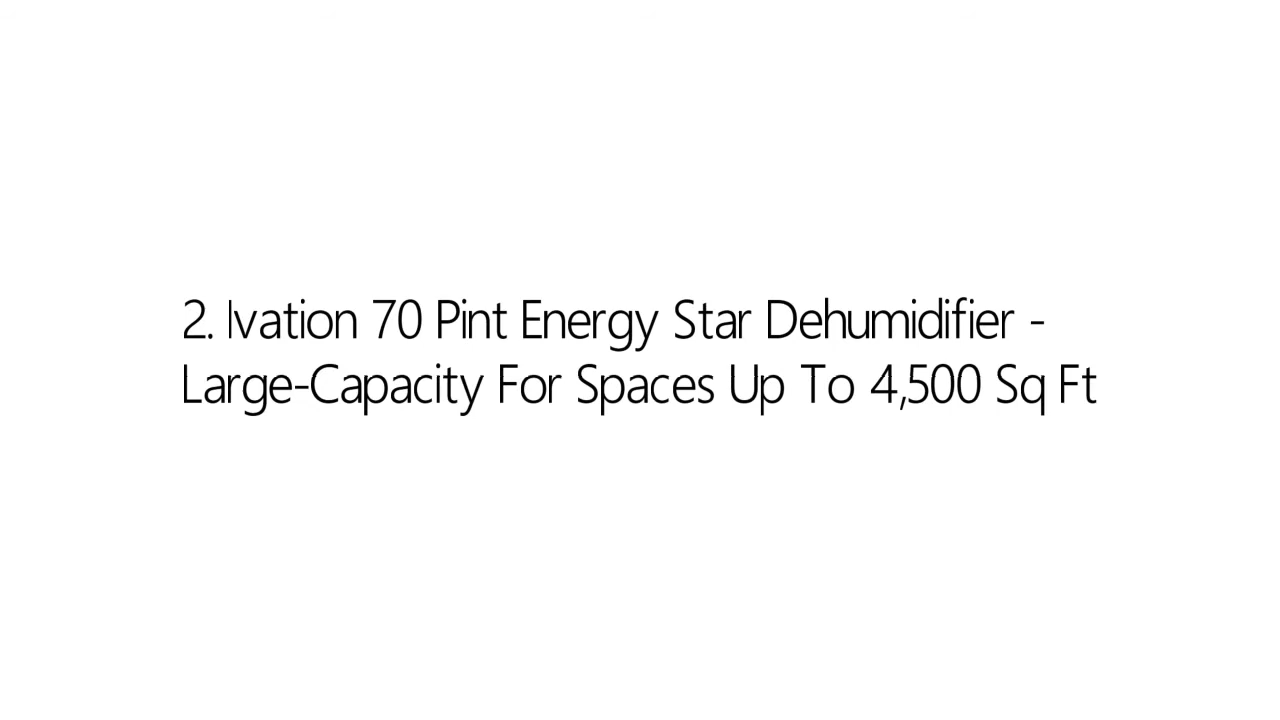 2. Ivation 70 Pint Energy Star Dehumidifier -
Large-Capacity For Spaces Up To 4,500 Sq Ft